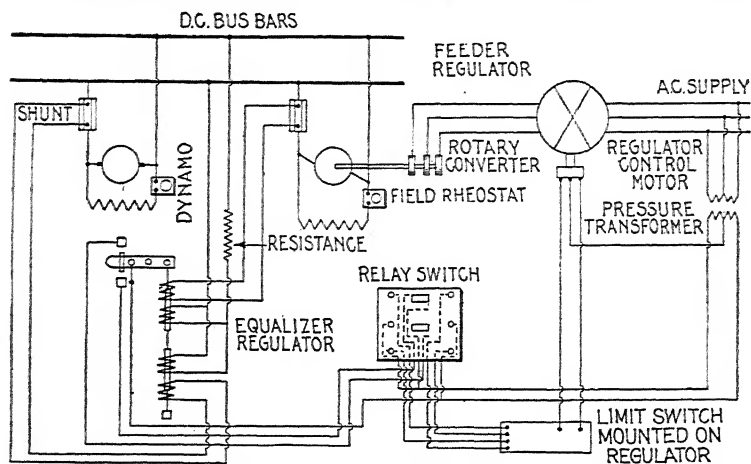 D.C. BUS BARS
FEEDER
REGULATOR
A.C. SUPPLY
SHUNT
DYNAMO
ROTARY
CONVERTER
REGULATOR
CONTROL
MOTOR
FIELD RHEOSTAT
PRESSURE
TRANSFORMER
RESISTANCE
RELAY SWITCH
EQUALIZER
REGULATOR
LIMIT SWITCH
MOUNTED ON
REGULATOR